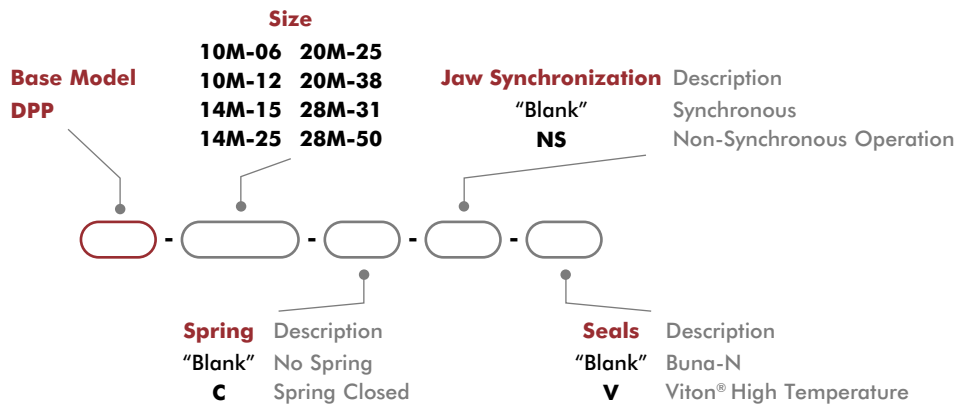 Size
10M-06 20M-25
10M-12 20M-38
14M-15 28M-31
14M-25 28M-50
Base Model
DPP
Jaw Synchronization Description
"Blank" Synchronous
NS Non-Synchronous Operation
- - - -
Spring Description
"Blank" No Spring
C Spring Closed
Seals Description
"Blank" Buna-N
V Viton® High Temperature